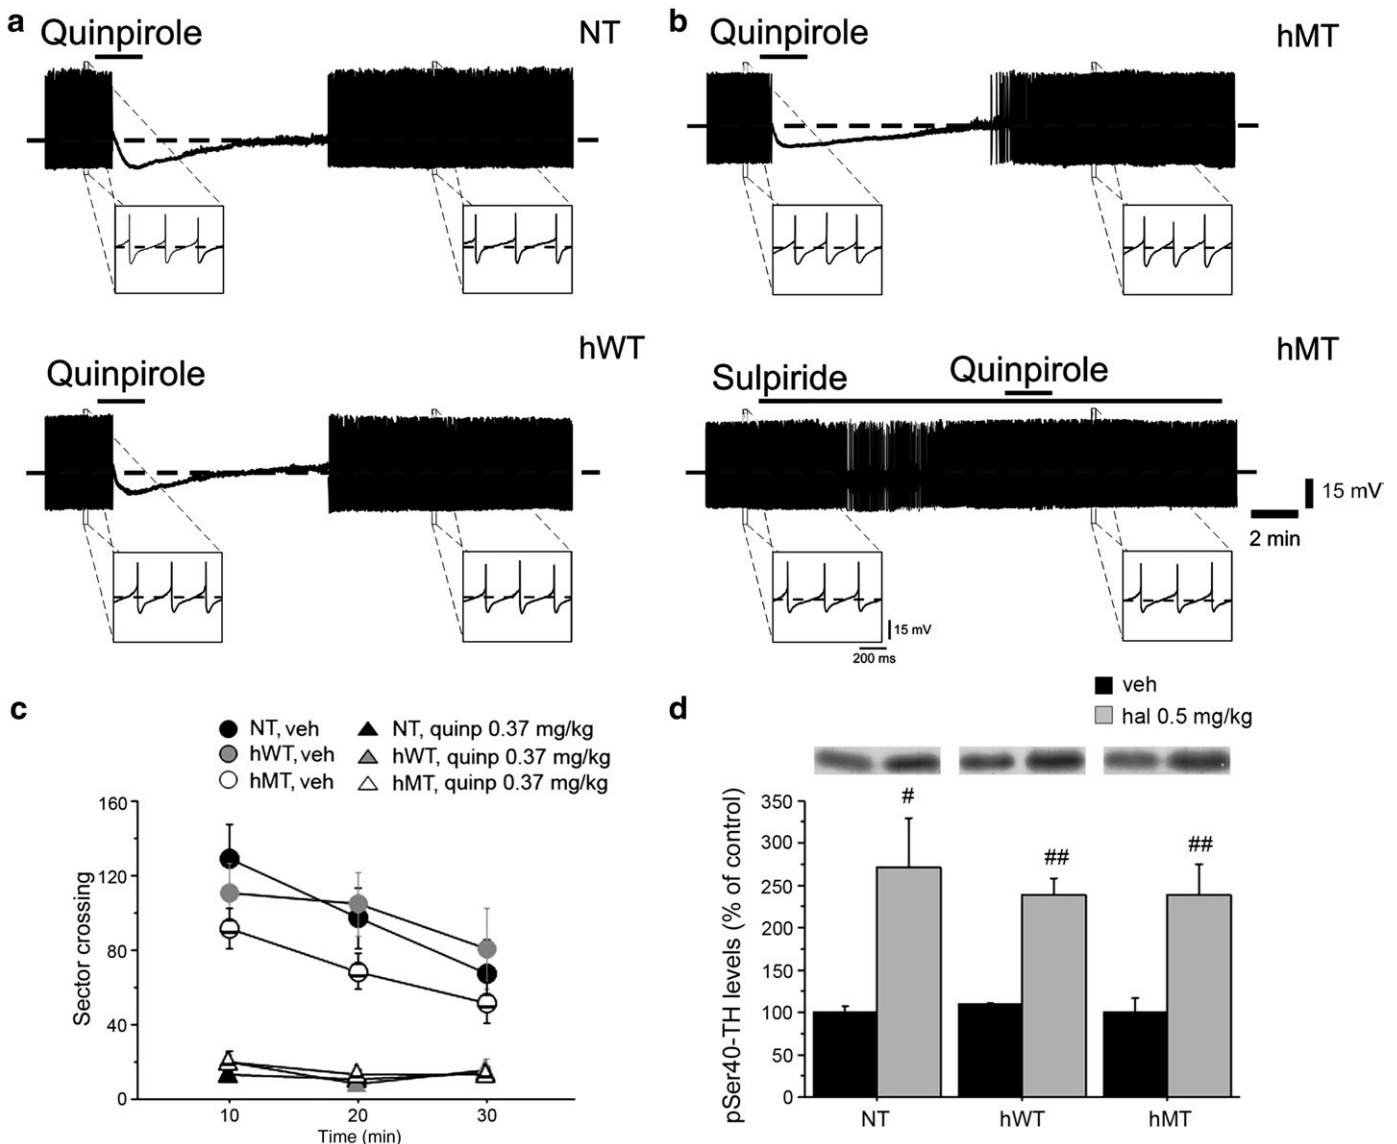 a
Quinpirole
NT
b
Quinpirole
hMT
Quinpirole
hWT
Sulpiride
Quinpirole
hMT
15 mV
2 min
15 mV
200 ms
c
NT, veh
hWT, veh
hMT, veh
NT, quinp 0.37 mg/kg
hWT, quinp 0.37 mg/kg
hMT, quinp 0.37 mg/kg
Sector crossing
160
120
80
40
0
10 20 30
Time (min)
d
veh
hal 0.5 mg/kg
pSer40-TH levels (% of control)
350
300
250
200
150
100
50
0
#
##
##
NT hWT hMT